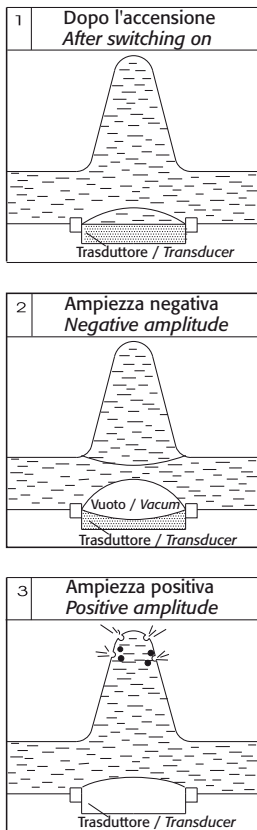 1
Dopo l'accensione
After switching on
Trasduttore / Transducer
2
Ampiezza negativa
Negative amplitude
Vuoto / Vacum
Trasduttore / Transducer
3
Ampiezza positiva
Positive amplitude
Trasduttore / Transducer